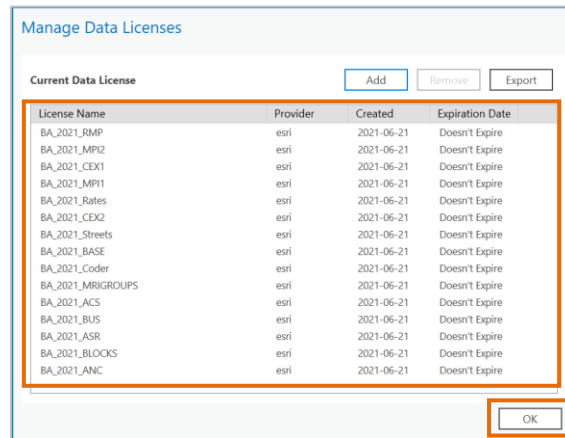 Manage Data Licenses
Current Data License Add Remove Export
License Name Provider Created Expiration Date
BA_2021_RMP esri 2021-06-21 Doesn't Expire
BA_2021_MPI2 esri 2021-06-21 Doesn't Expire
BA_2021_CEX1 esri 2021-06-21 Doesn't Expire
BA_2021_MPI1 esri 2021-06-21 Doesn't Expire
BA_2021_Rates esri 2021-06-21 Doesn't Expire
BA_2021_CEX2 esri 2021-06-21 Doesn't Expire
BA_2021_Streets esri 2021-06-21 Doesn't Expire
BA_2021_BASE esri 2021-06-21 Doesn't Expire
BA_2021_Coder esri 2021-06-21 Doesn't Expire
BA_2021_MRIGROUPS esri 2021-06-21 Doesn't Expire
BA_2021_ACS esri 2021-06-21 Doesn't Expire
BA_2021_BUS esri 2021-06-21 Doesn't Expire
BA_2021_ASR esri 2021-06-21 Doesn't Expire
BA_2021_BLOCKS esri 2021-06-21 Doesn't Expire
BA_2021_ANC esri 2021-06-21 Doesn't Expire
OK